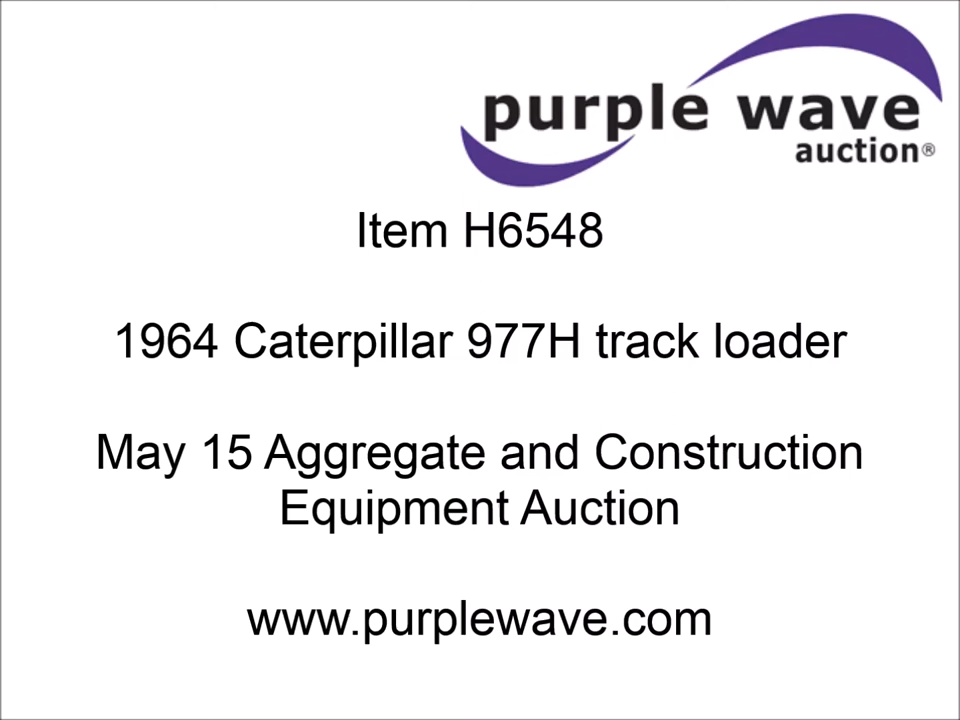 purple wave
auction®
Item H6548
1964 Caterpillar 977H track loader
May 15 Aggregate and Construction
Equipment Auction
www.purplewave.com